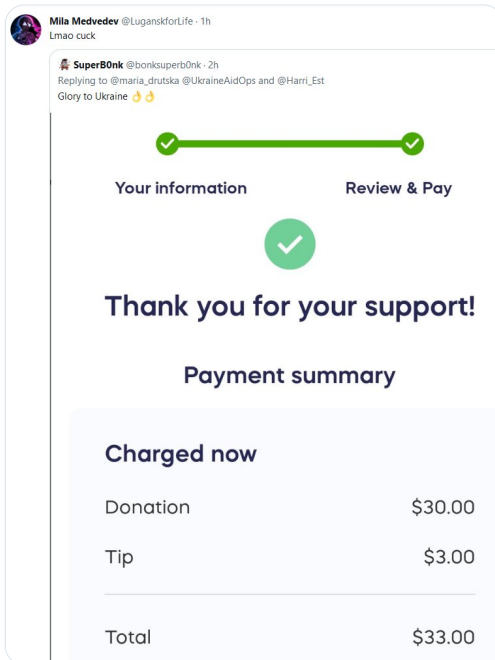 Mila Medvedev @LuganskforLife · 1h
Lmao cuck
SuperB0nk @bonksuperb0nk · 2h
Replying to @maria_drutska @UkraineAidOps and @Harri_Est
Glory to Ukraine 👌👌
Your information
Review & Pay
Thank you for your support!
Payment summary
Charged now
Donation $30.00
Tip $3.00
Total $33.00